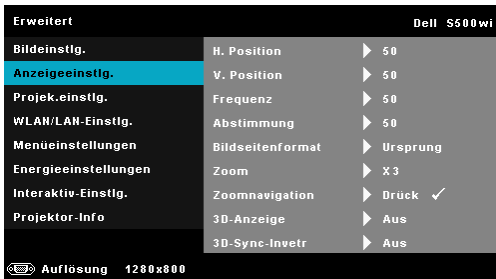 Erweitert Dell S500wi
Bildeinstlg. H. Position 50
Anzeigeeinstlg. V. Position 50
Projek.einstlg. Frequenz 50
WLAN/LAN-Einstlg. Abstimmung 50
Menüeinstellungen Bildseitenformat Ursprung
Energieeinstellungen Zoom X3
Interaktiv-Einstlg. Zoomnavigation Drück ✓
Projektor-Info 3D-Anzeige Aus
3D-Sync-Invetr Aus
Auflösung 1280x800